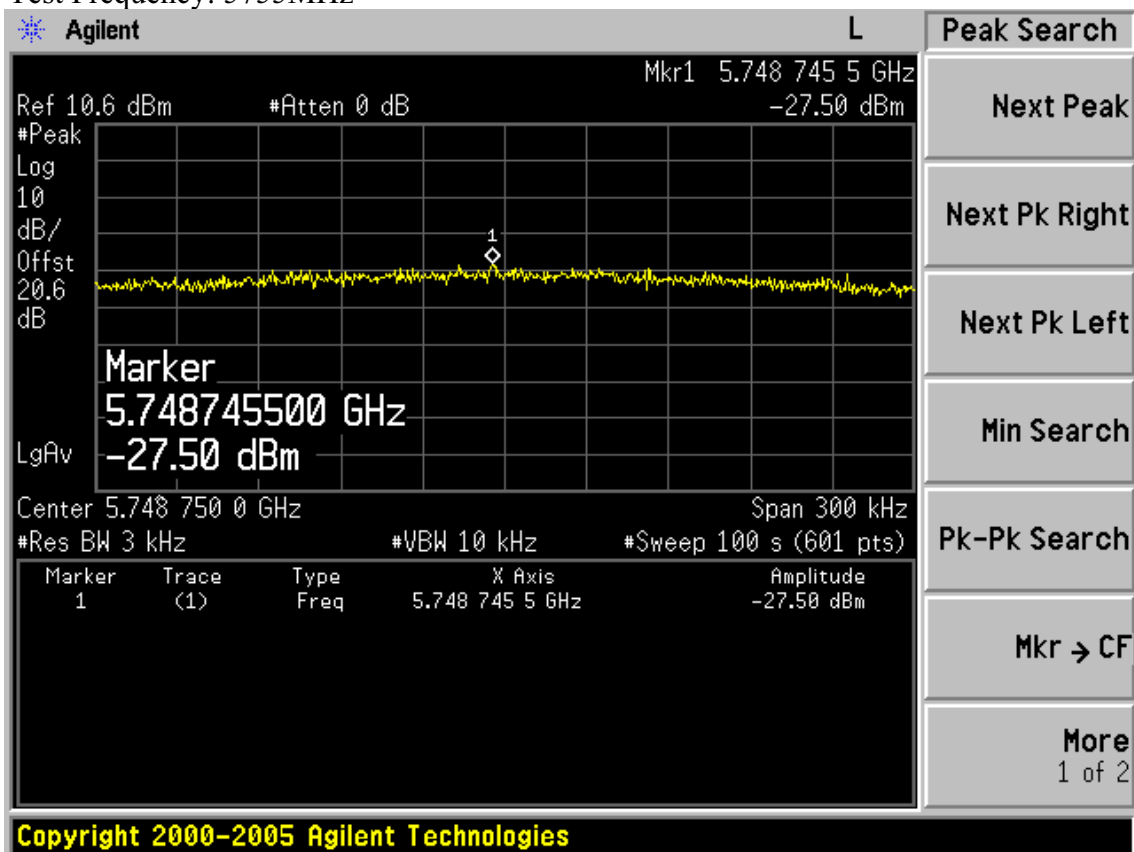 Test Frequency: 5755MHz
Agilent L Peak Search
Mkr1 5.748 745 5 GHz
Ref 10.6 dBm #Atten 0 dB -27.50 dBm
Next Peak
#Peak
Log
10
dB/
Offst
20.6
dB
1
Next Pk Right
Next Pk Left
Marker
5.748745500 GHz
-27.50 dBm
LgAv
Min Search
Center 5.748 750 0 GHz Span 300 kHz
#Res BW 3 kHz #VBW 10 kHz #Sweep 100 s (601 pts)
Pk-Pk Search
Marker Trace Type X Axis Amplitude
1 (1) Freq 5.748 745 5 GHz -27.50 dBm
Mkr → CF
More
1 of 2
Copyright 2000-2005 Agilent Technologies